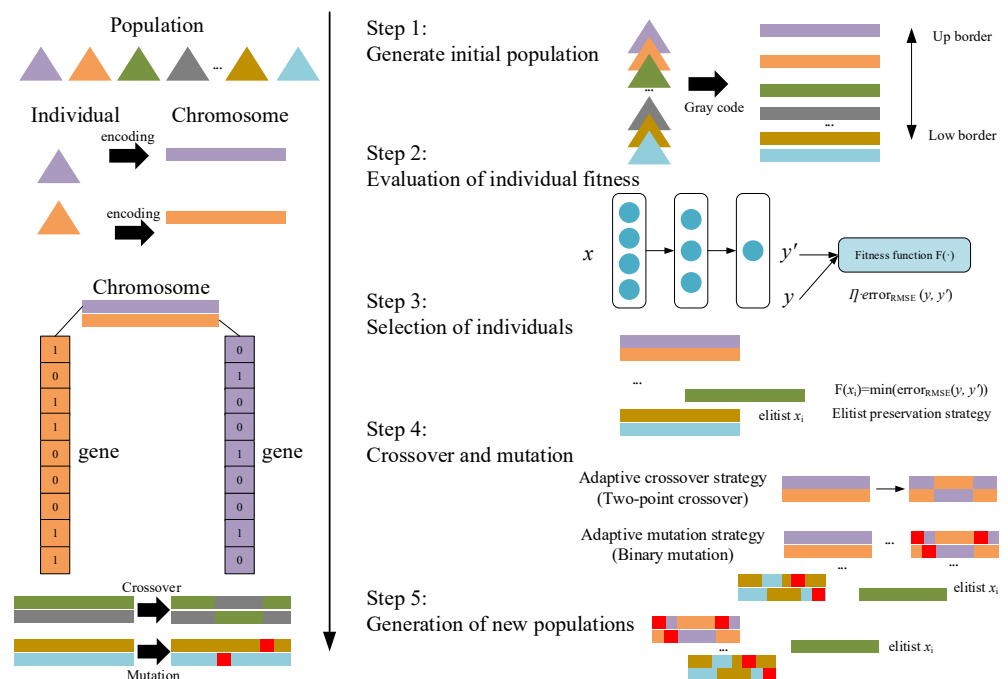 Population
...
Individual
Chromosome
encoding
encoding
Chromosome
1
0
1
1
0
0
0
1
1
gene
0
1
0
0
1
0
0
1
0
gene
Crossover
Mutation
Step 1:
Generate initial population
...
Gray code
...
Up border
Low border
Step 2:
Evaluation of individual fitness
x
y′
y
Fitness function F(·)
∏·error_RMSE (y, y′)
Step 3:
Selection of individuals
...
elitist x_i
F(x_i)=min(error_RMSE(y, y′))
Elitist preservation strategy
Step 4:
Crossover and mutation
Adaptive crossover strategy
(Two-point crossover)
Adaptive mutation strategy
(Binary mutation)
...
...
...
elitist x_i
Step 5:
Generation of new populations
...
elitist x_i